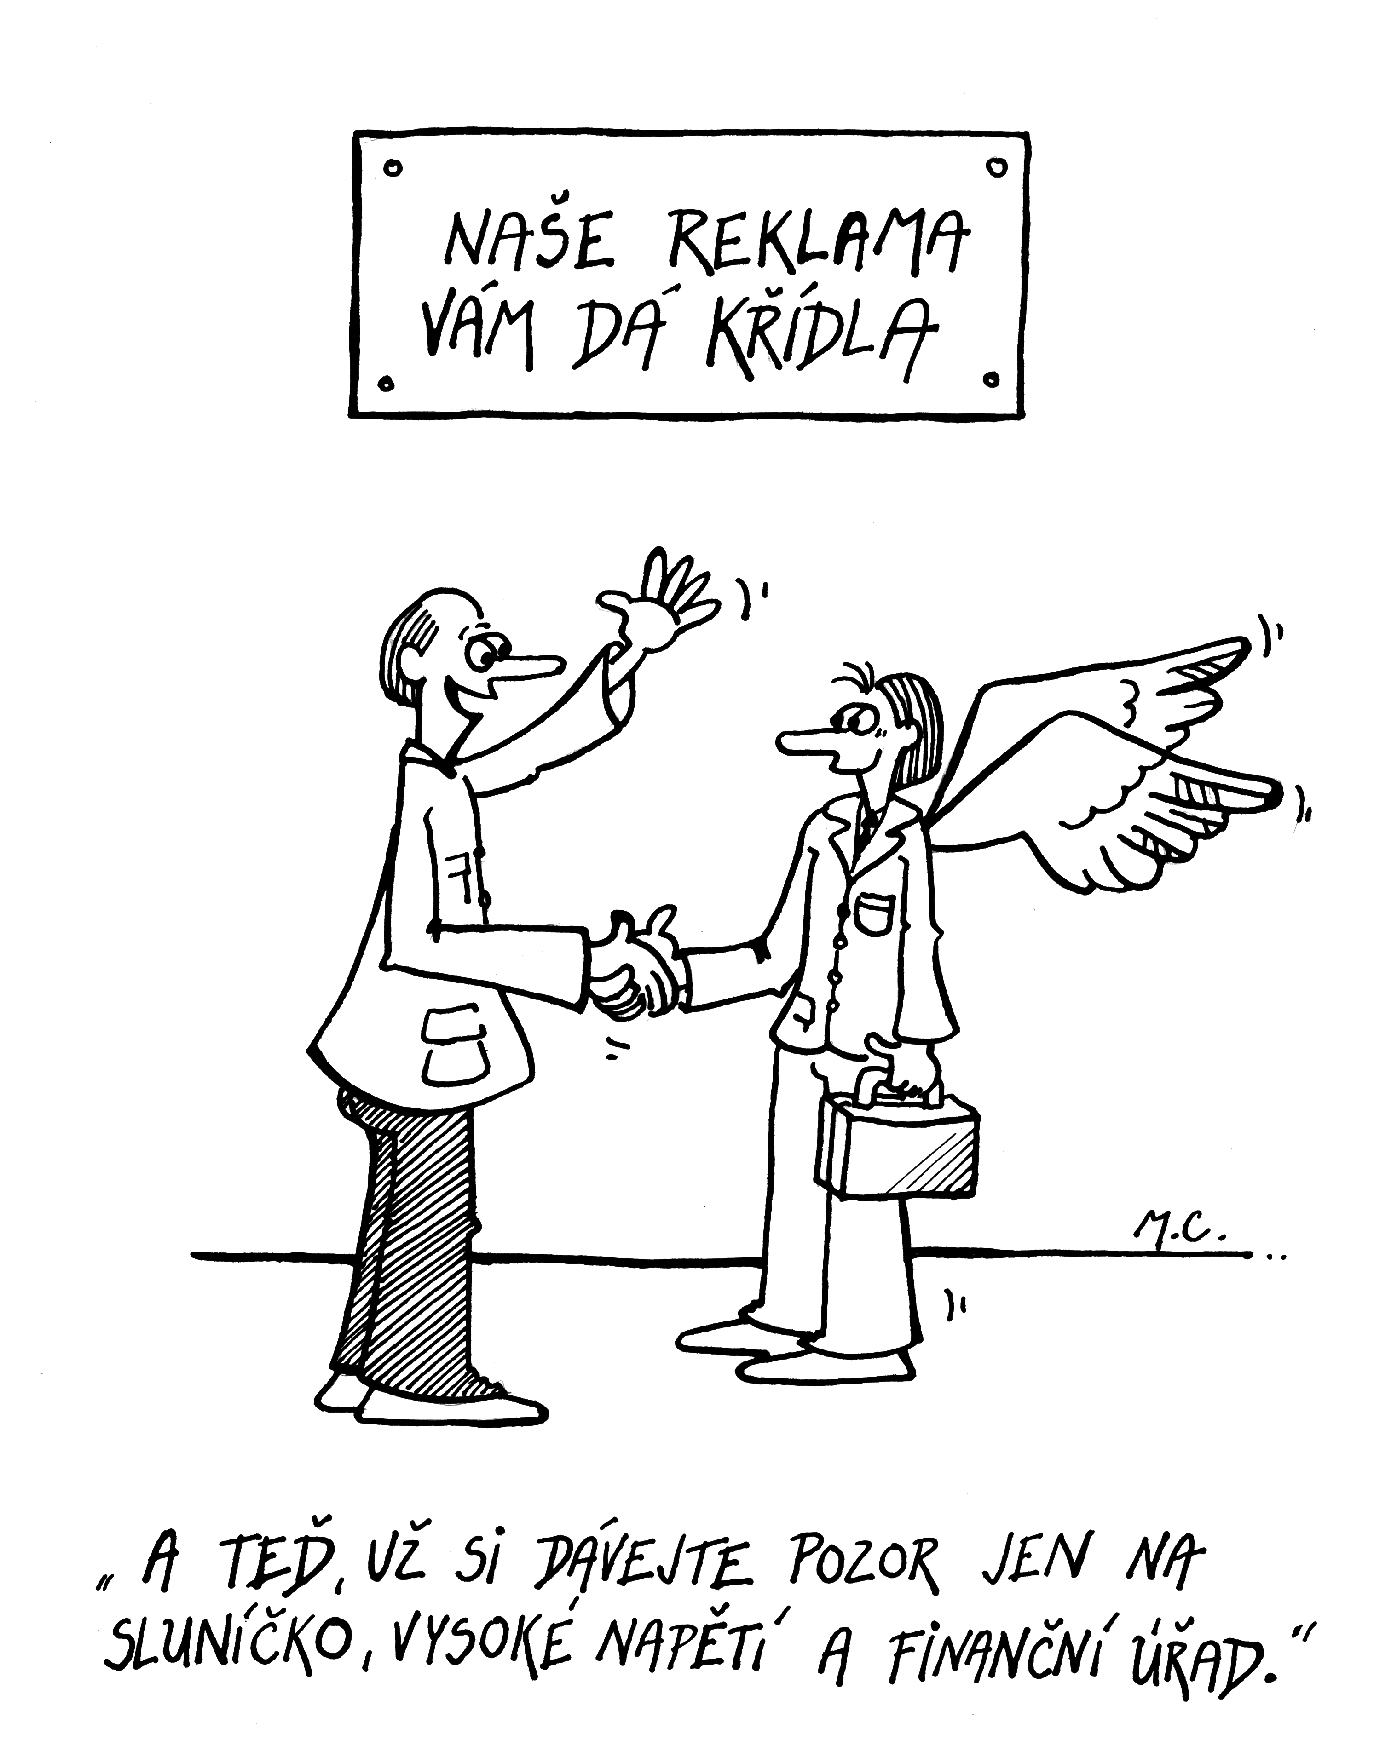 NAŠE REKLAMA
VÁM DÁ KŘÍDLA
M.C.
„A TEĎ, UŽ SI DÁVEJTE POZOR JEN NA
SLUNÍČKO, VYSOKÉ NAPĚTÍ A FINANČNÍ ÚŘAD."